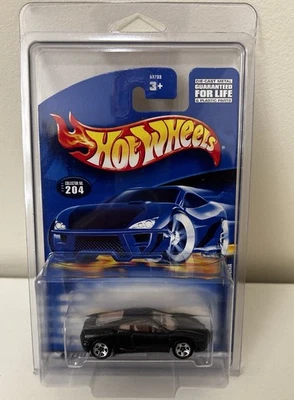 DIE-CAST METAL
GUARANTEED
FOR LIFE
& PLASTIC PARTS
3+
HOT WHEELS
COLLECTOR NO.
204